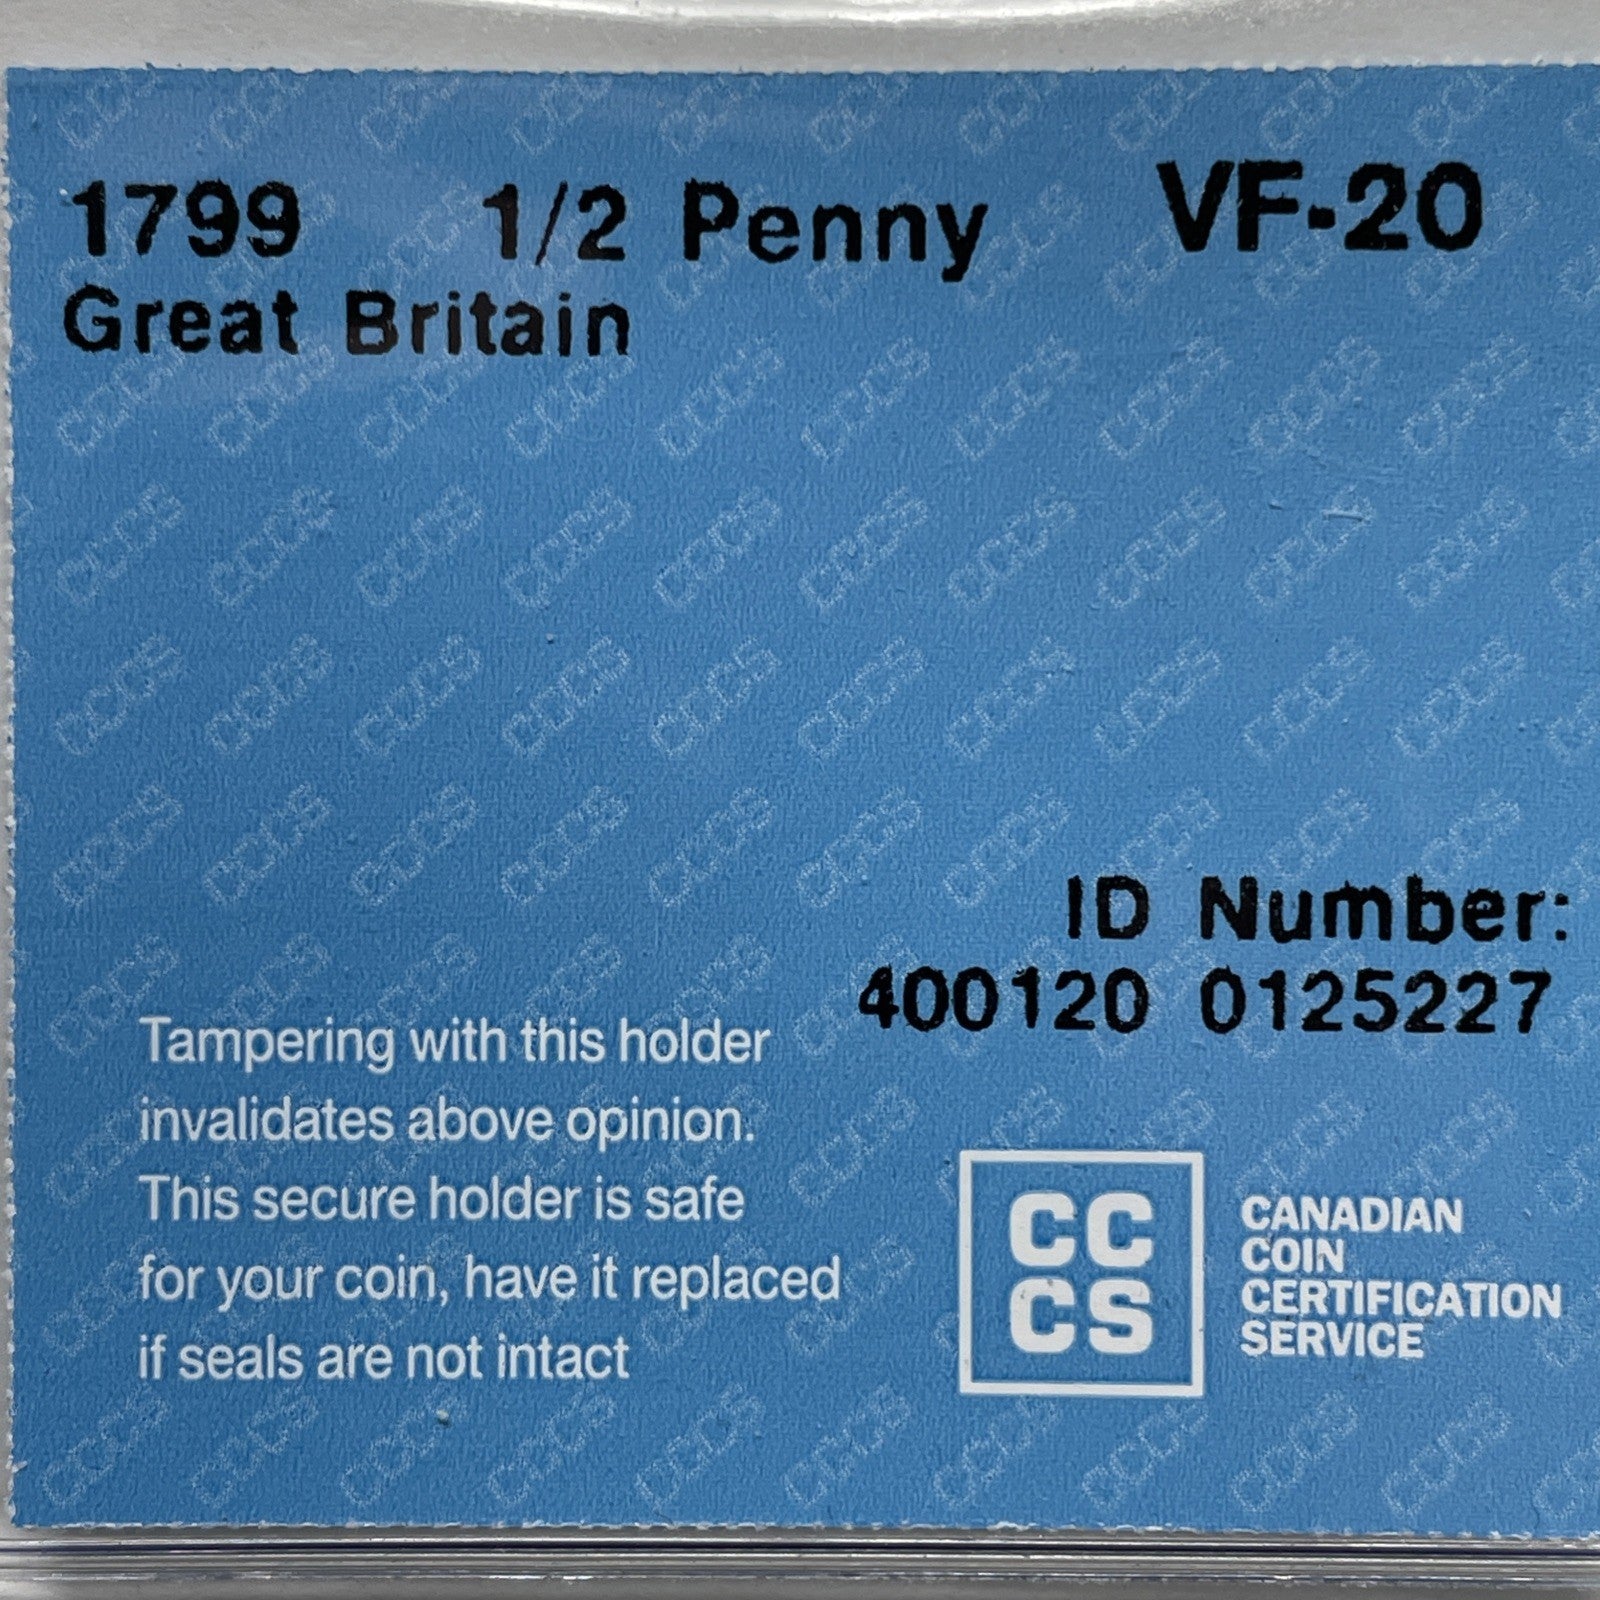 1799 1/2 Penny VF-20
Great Britain
ID Number:
400120 0125227
Tampering with this holder
invalidates above opinion.
This secure holder is safe
for your coin, have it replaced
if seals are not intact
CC
CS
CANADIAN
COIN
CERTIFICATION
SERVICE